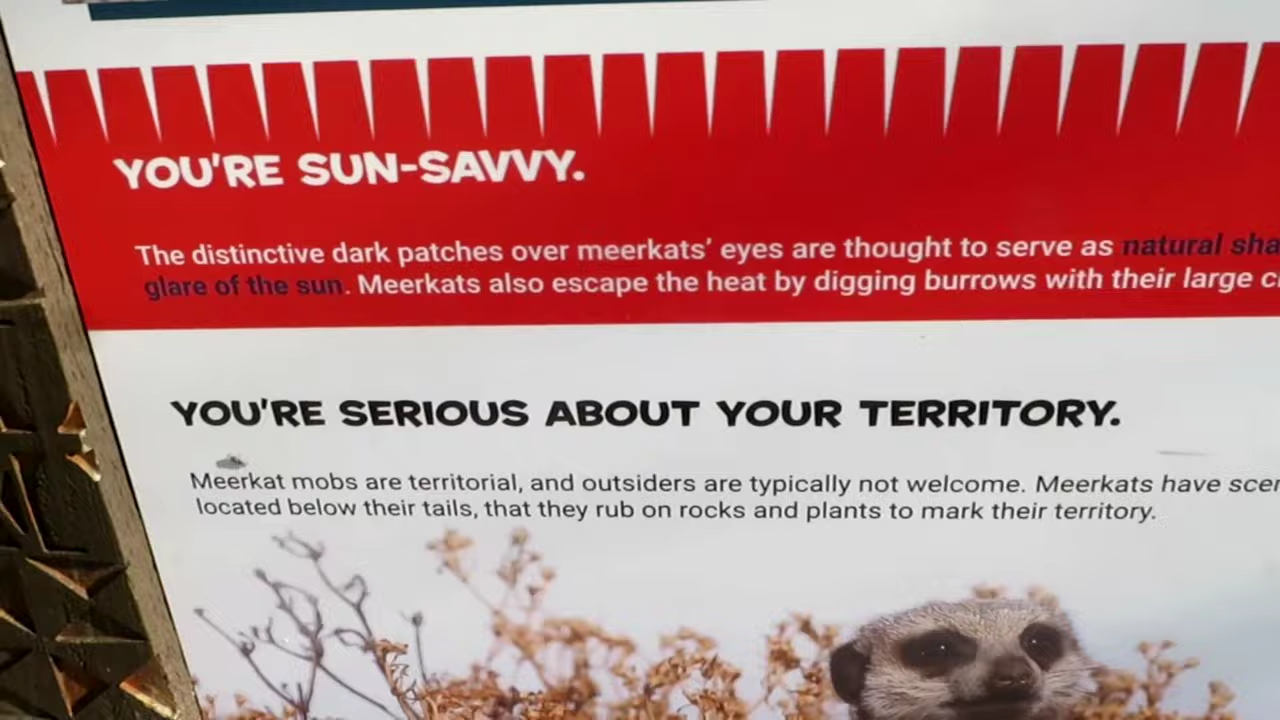 YOU'RE SUN-SAVVY.
The distinctive dark patches over meerkats' eyes are thought to serve as natural
glare of the sun. Meerkats also escape the heat by digging burrows with their large
YOU'RE SERIOUS ABOUT YOUR TERRITORY.
Meerkat mobs are territorial, and outsiders are typically not welcome. Meerkats have
located below their tails, that they rub on rocks and plants to mark their territory.